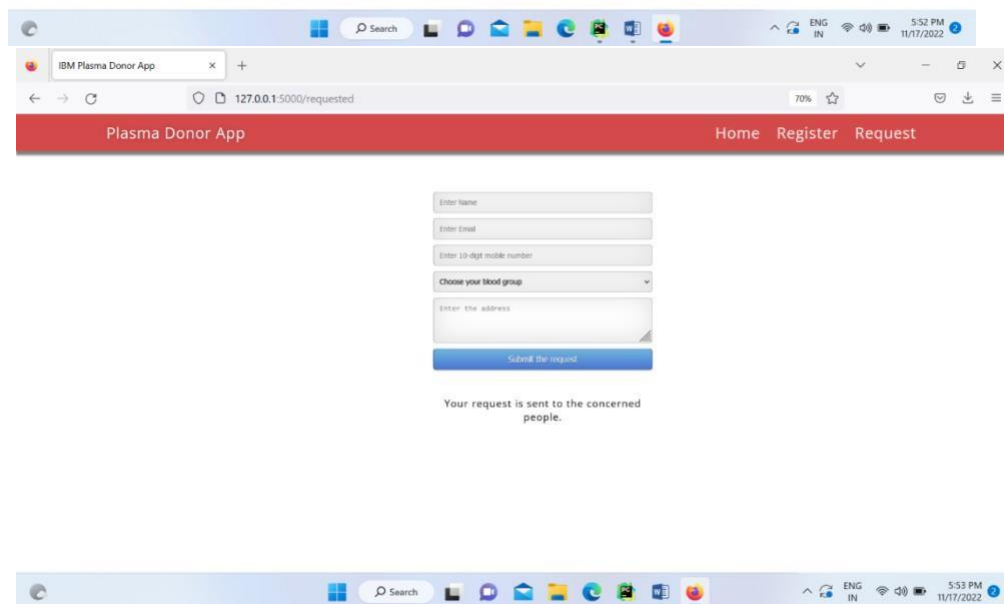 Search
ENG
IN
5:52 PM
11/17/2022
2
IBM Plasma Donor App
127.0.0.1:5000/requested
70%
Plasma Donor App
Home Register Request
Enter Name
Enter Email
Enter 10-digit mobile number
Choose your blood group
Enter the address
Submit the request
Your request is sent to the concerned
people.
Search
ENG
IN
5:53 PM
11/17/2022
2